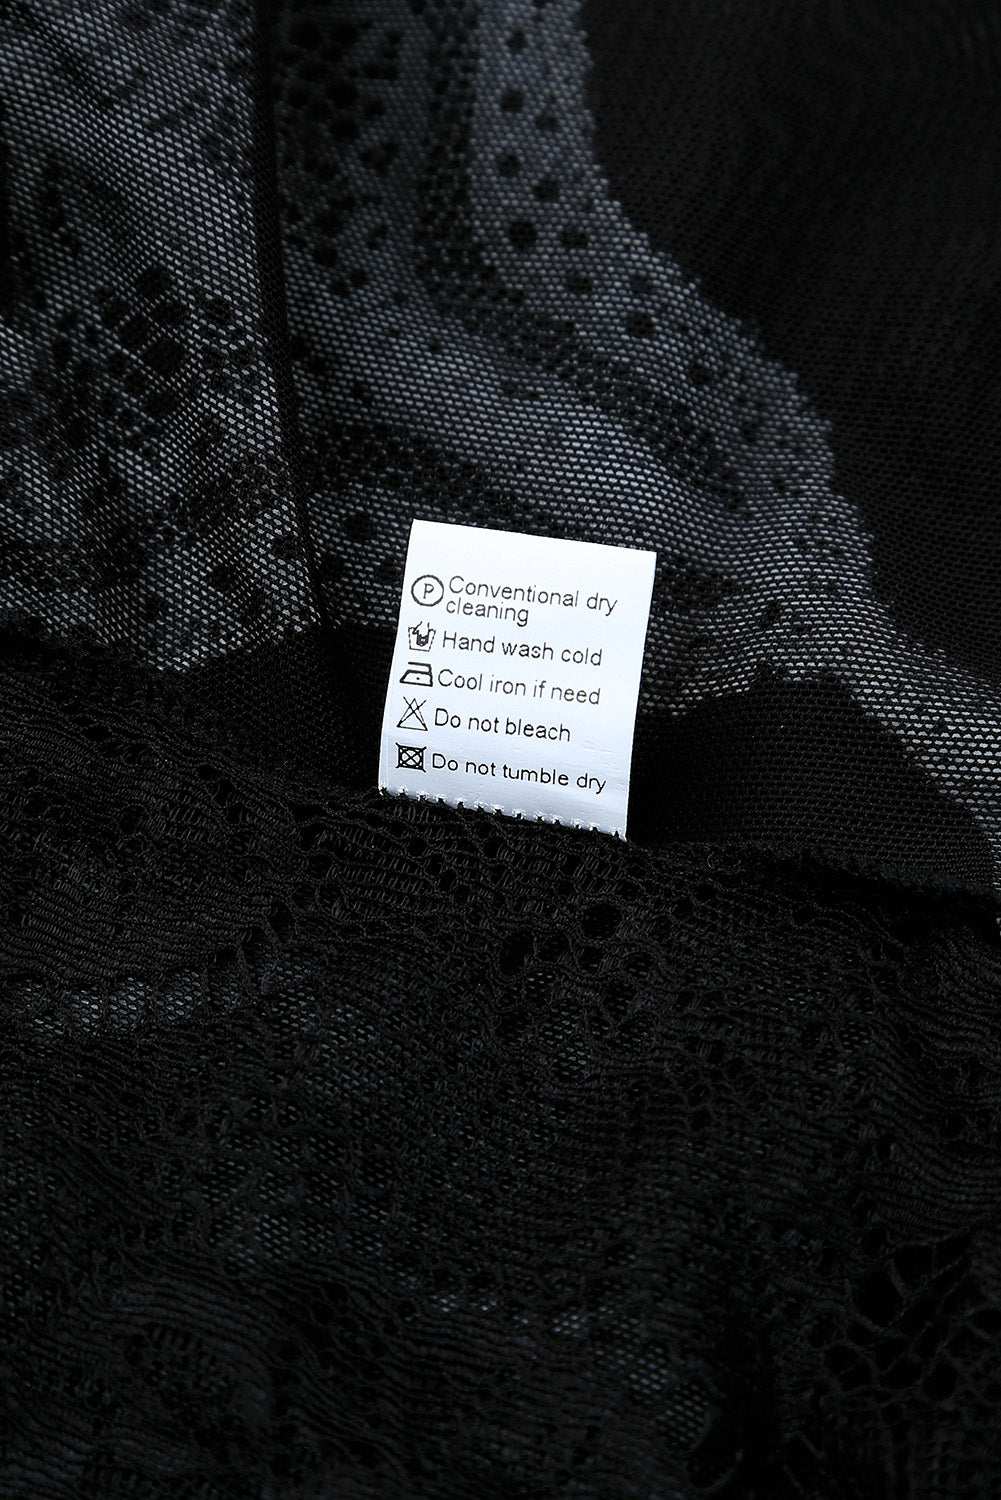 P Conventional dry
cleaning
Hand wash cold
Cool iron if need
Do not bleach
Do not tumble dry